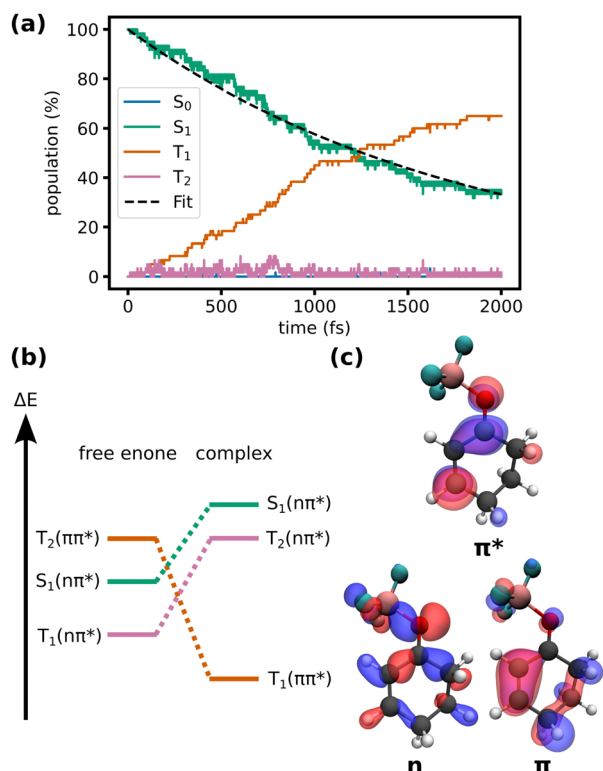 (a)
100
80
60
40
20
0
population (%)
S₀
S₁
T₁
T₂
Fit
0 500 1000 1500 2000
time (fs)
(b)
ΔE
free enone complex
T₂(ππ*)
S₁(nπ*)
T₁(nπ*)
S₁(nπ*)
T₂(nπ*)
T₁(ππ*)
(c)
π*
n π